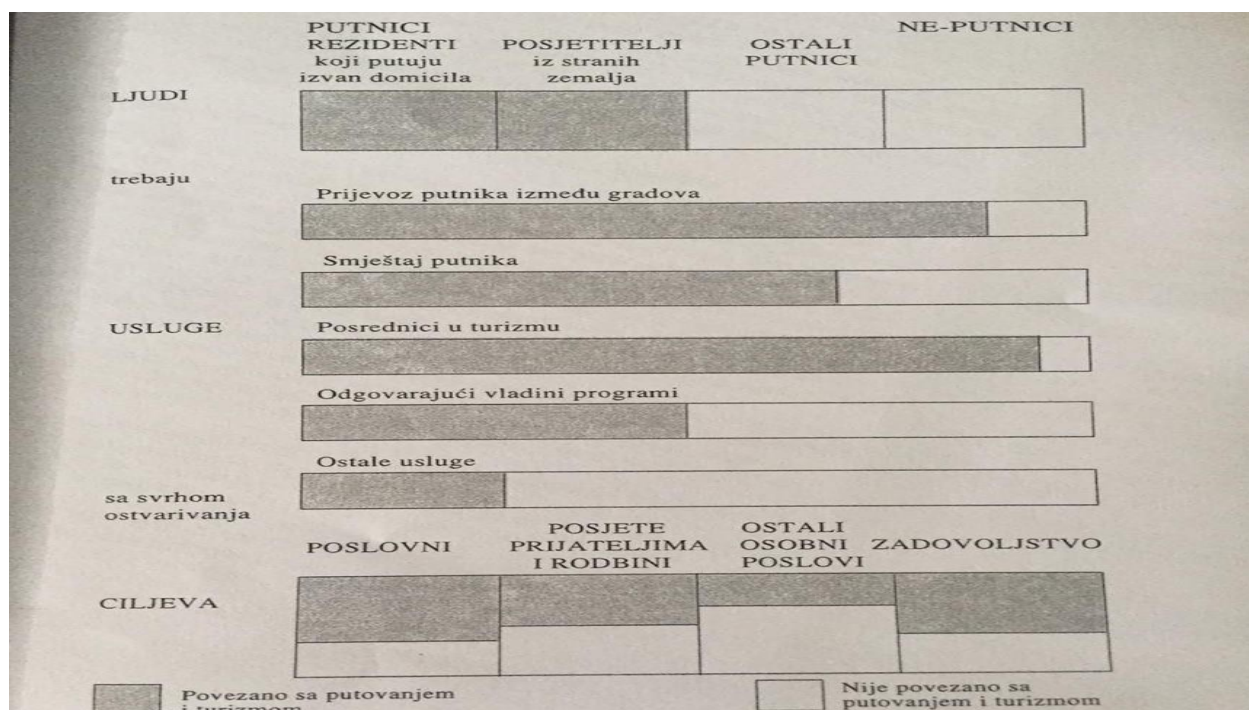 PUTNICI
REZIDENTI
koji putuju
izvan domicila
POSJETITELJI
iz stranih
zemalja
OSTALI
PUTNICI
NE-PUTNICI
LJUDI
trebaju
Prijevoz putnika između gradova
Smještaj putnika
USLUGE
Posrednici u turizmu
Odgovarajući vladini programi
Ostale usluge
sa svrhom
ostvarivanja
POSLOVNI
POSJETE
PRIJATELJIMA
I RODBINI
OSTALI
OSOBNI
POSLOVI
ZADOVOLJSTVO
CILJEVA
Povezano sa putovanjem
i turizmom
Nije povezano sa
putovanjem i turizmom